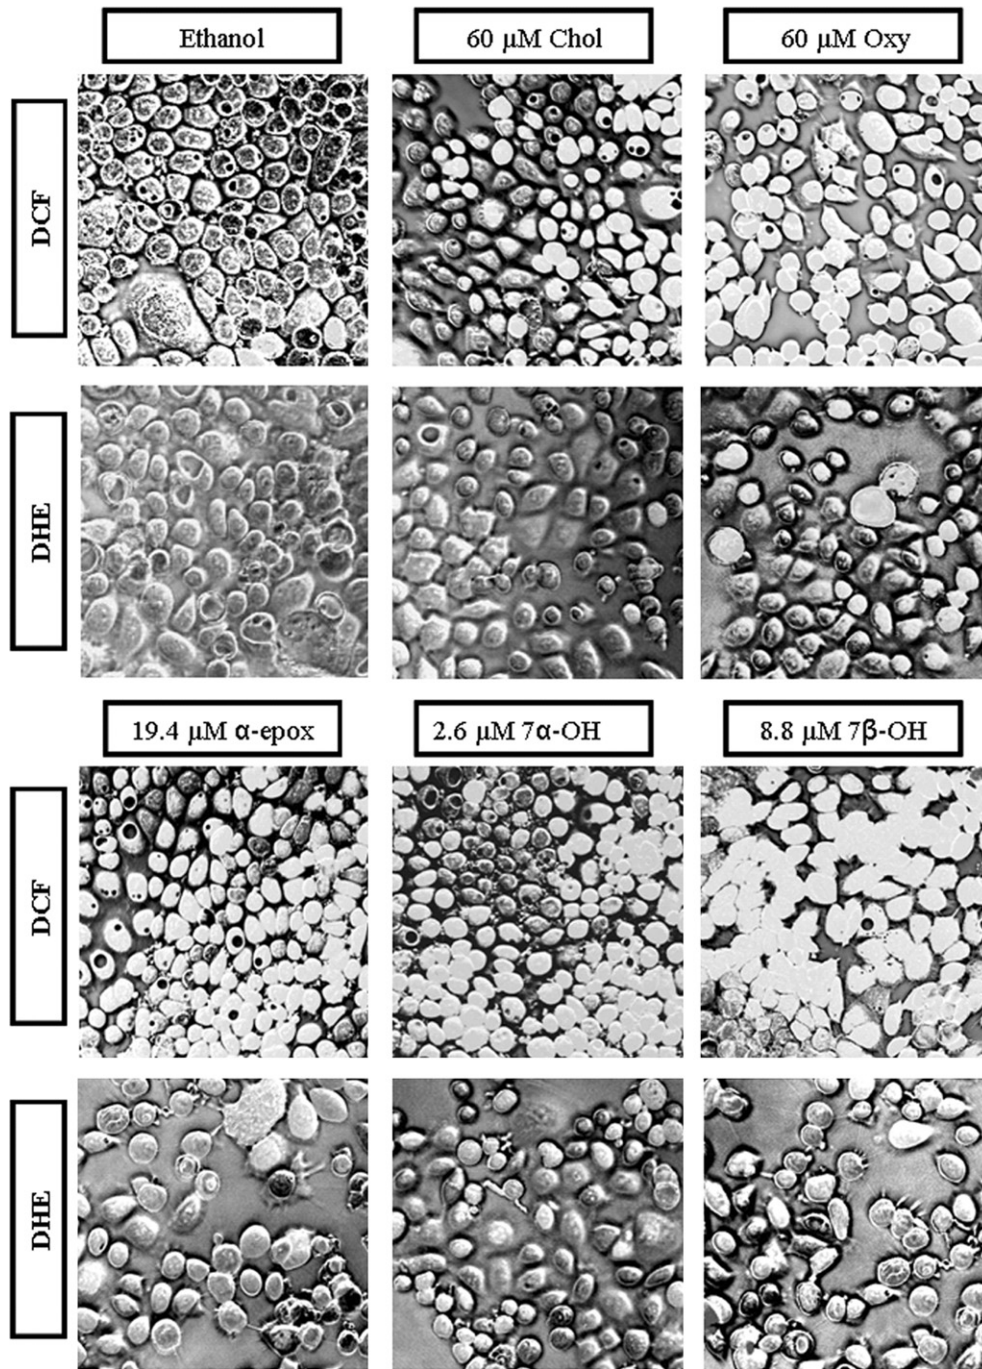 Ethanol
60 μM Chol
60 μM Oxy
DCF
DHE
19.4 μM α-epox
2.6 μM 7α-OH
8.8 μM 7β-OH
DCF
DHE